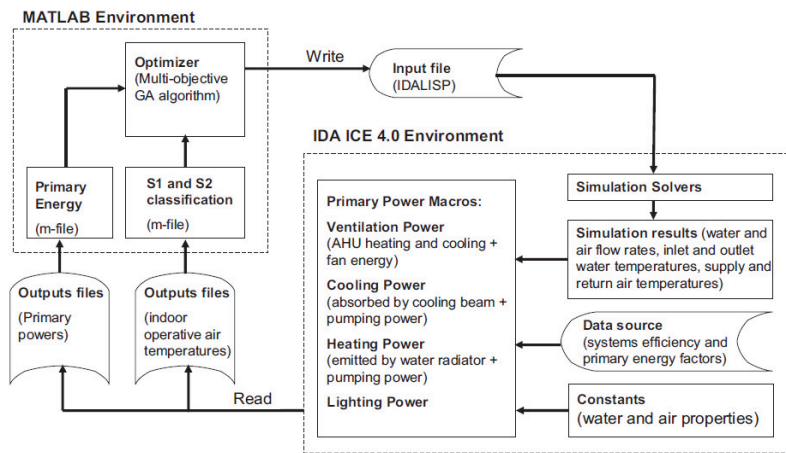 MATLAB Environment
Optimizer
(Multi-objective
GA algorithm)
Write
Input file
(IDALISP)
IDA ICE 4.0 Environment
Primary
Energy
(m-file)
S1 and S2
classification
(m-file)
Primary Power Macros:
Ventilation Power
(AHU heating and cooling +
fan energy)
Cooling Power
(absorbed by cooling beam +
pumping power)
Heating Power
(emitted by water radiator +
pumping power)
Lighting Power
Simulation Solvers
Simulation results (water and
air flow rates, inlet and outlet
water temperatures, supply and
return air temperatures)
Data source
(systems efficiency and
primary energy factors)
Constants
(water and air properties)
Outputs files
(Primary
powers)
Outputs files
(indoor
operative air
temperatures)
Read